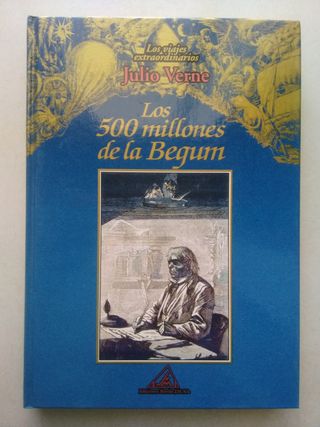 Los viajes
extraordinarios
Julio Verne
Los
500 millones
de la Begum